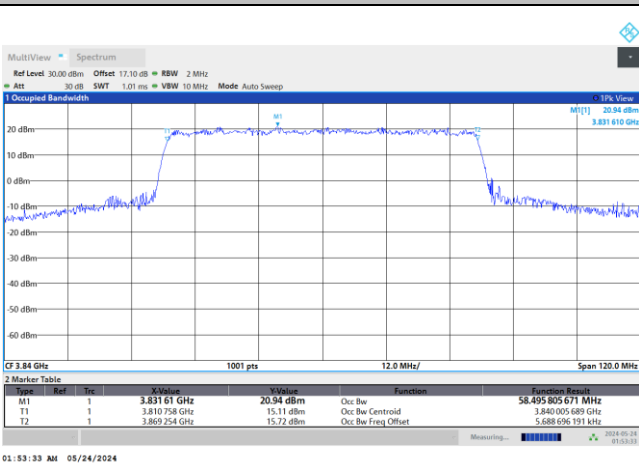 MultiView Spectrum
Ref Level 30.00 dBm Offset 17.10 dB RBW 2 MHz
Att 30 dB SWT 1.01 ms VBW 10 MHz Mode Auto Sweep
1 Occupied Bandwidth 1Pk View
M1[1] 20.94 dBm
3.831 610 GHz
M1
T1
T2
20 dBm
10 dBm
0 dBm
-10 dBm
-20 dBm
-30 dBm
-40 dBm
-50 dBm
-60 dBm
CF 3.84 GHz 1001 pts 12.0 MHz/ Span 120.0 MHz
2 Marker Table
Type Ref Trc X-Value Y-Value Function Function Result
M1 1 3.831 61 GHz 20.94 dBm Occ Bw 58.495 805 671 MHz
T1 1 3.810 758 GHz 15.11 dBm Occ Bw Centroid 3.840 005 689 GHz
T2 1 3.869 254 GHz 15.72 dBm Occ Bw Freq Offset 5.688 696 191 kHz
Measuring... 2024-05-24
01:53:33
01:53:33 AM 05/24/2024